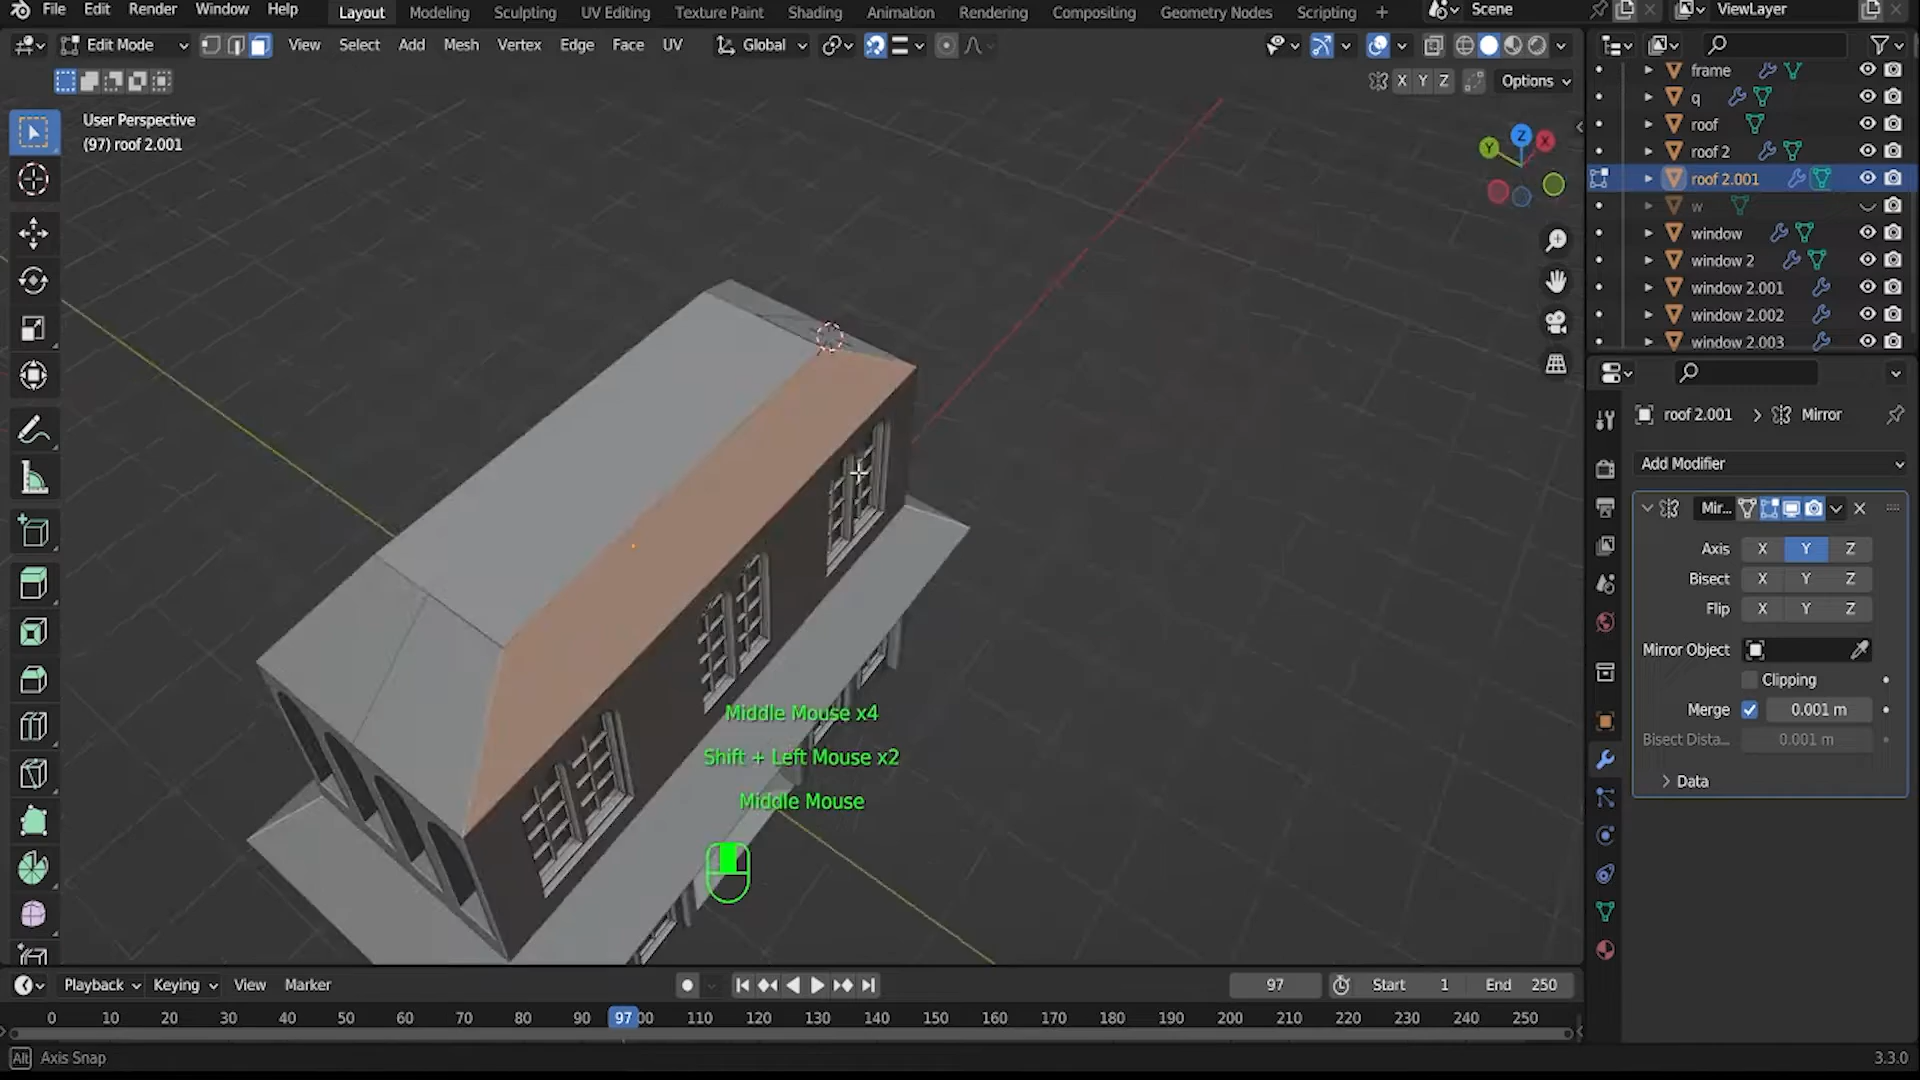 File Edit Render Window Help Layout Modeling Sculpting UV Editing Texture Paint Shading Animation Rendering Compositing Geometry Nodes Scripting + Scene ViewLayer
Edit Mode View Select Add Mesh Vertex Edge Face UV Global
X Y Z Options
User Perspective
(97) roof 2.001
Z X Y
frame
q
roof
roof 2
roof 2.001
w
window
window 2
window 2.001
window 2.002
window 2.003
roof 2.001 > Mirror
Add Modifier
Mir...
Axis X Y Z
Bisect X Y Z
Flip X Y Z
Mirror Object
Clipping
Merge 0.001 m
Bisect Dista... 0.001 m
Data
Middle Mouse x4
Shift + Left Mouse x2
Middle Mouse
Playback Keying View Marker 97 Start 1 End 250
0 10 20 30 40 50 60 70 80 90 97 00 110 120 130 140 150 160 170 180 190 200 210 220 230 240 250
Alt Axis Snap 3.3.0